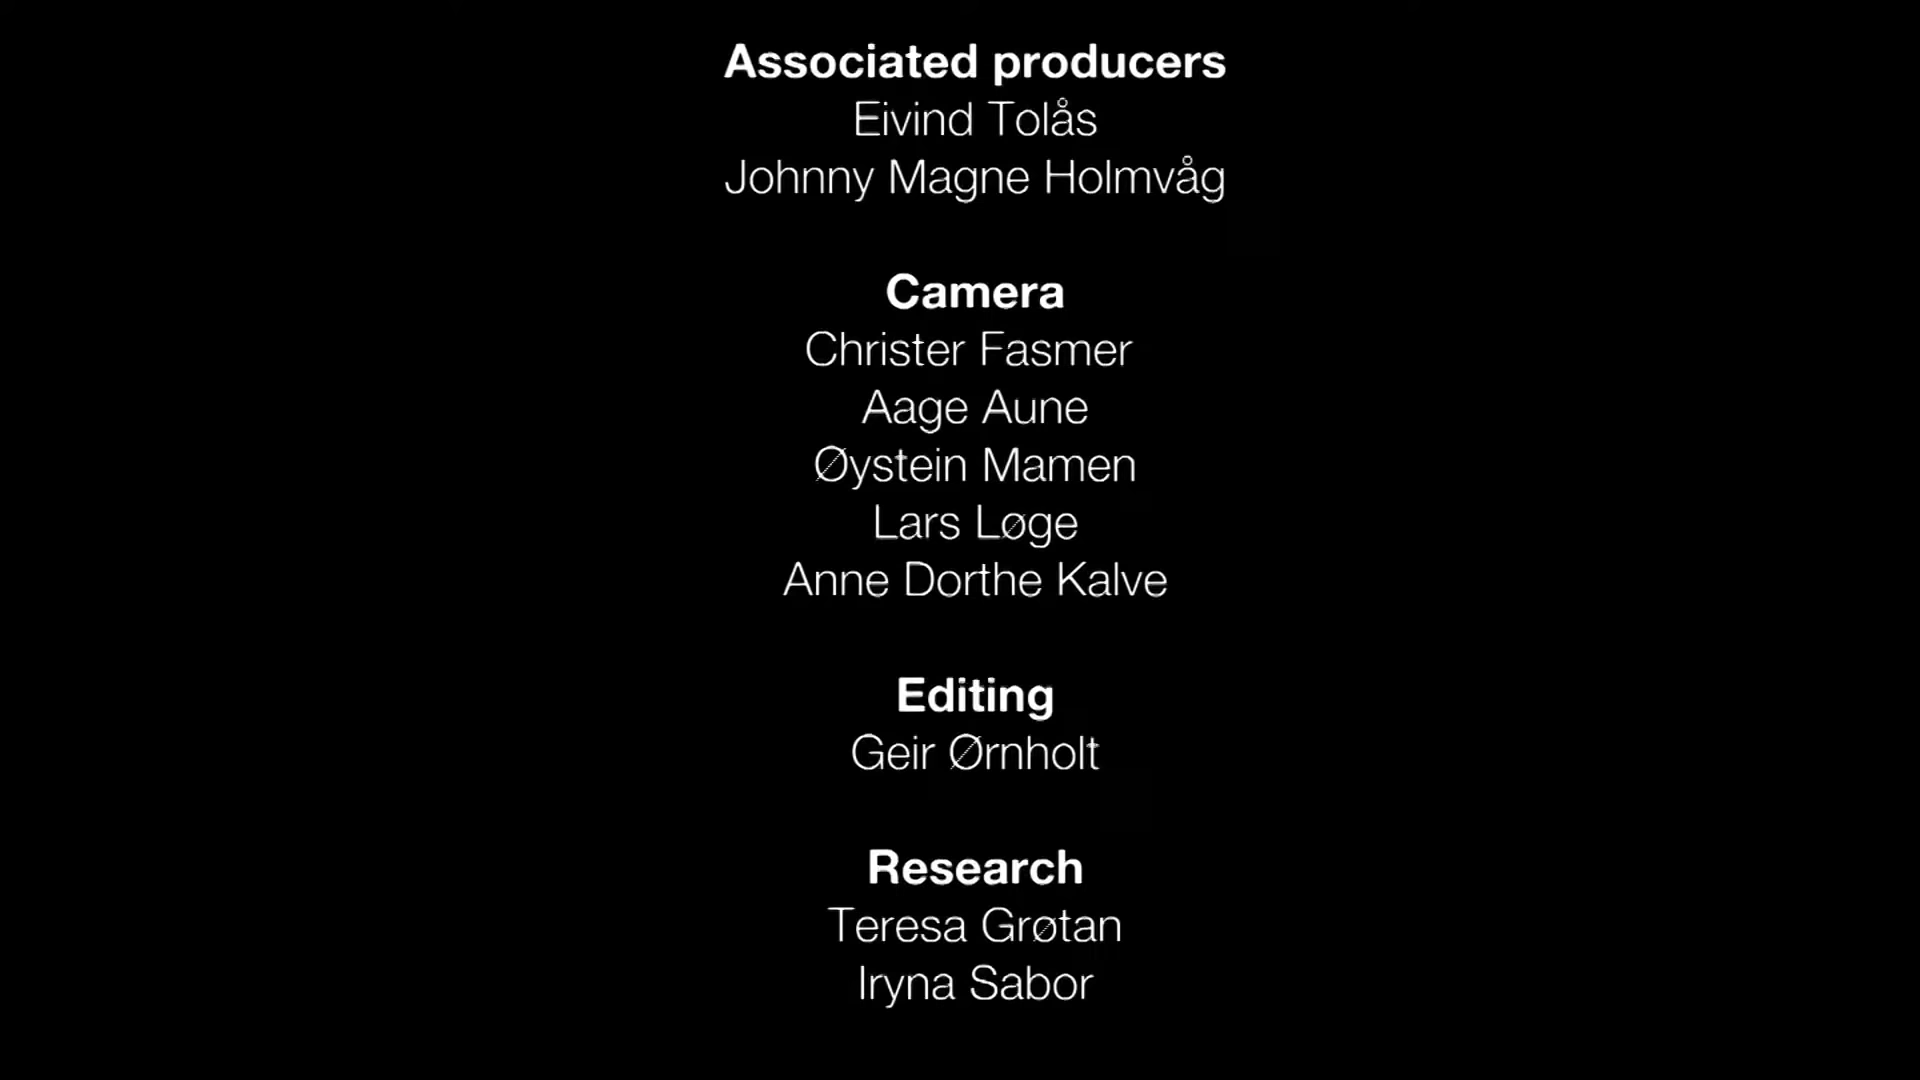 Associated producers
Eivind Tolås
Johnny Magne Holmvåg
Camera
Christer Fasmer
Aage Aune
Øystein Mamen
Lars Løge
Anne Dorthe Kalve
Editing
Geir Ørnholt
Research
Teresa Grøtan
Iryna Sabor